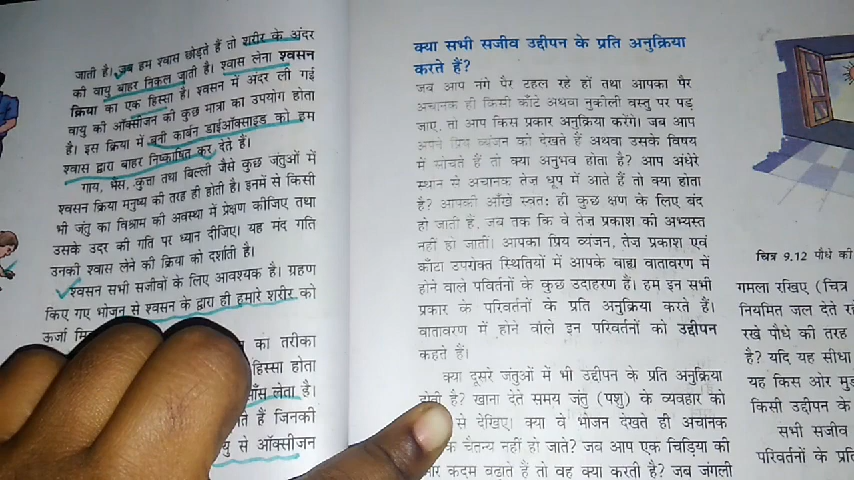 जाती है। जब हम श्वास छोड़ते हैं तो शरीर के अंदर
की वायु बाहर निकल जाती है। श्वास लेना श्वसन
क्रिया का एक हिस्सा है। श्वसन में अंदर ली गई
वायु की ऑक्सीजन की कुछ मात्रा का उपयोग होता
है। इस क्रिया में बनी कार्बन डाईऑक्साइड को हम
श्वास द्वारा बाहर निष्कासित कर देते हैं।
गाय, भैंस, कुत्ता तथा बिल्ली जैसे कुछ जंतुओं में
श्वसन क्रिया मनुष्य की तरह ही होती है। इनमें से किसी
भी जंतु का विश्राम की अवस्था में प्रेक्षण कीजिए तथा
उसके उदर की गति पर ध्यान दीजिए। यह मंद गति
उनको श्वास लेने की क्रिया को दर्शाती है।
श्वसन सभी सजीवों के लिए आवश्यक है। ग्रहण
किए गए भोजन से श्वसन के द्वारा ही हमारे शरीर को
ऊर्जा
का तरीका
हिस्सा होता
साँस लेता है।
हैं जिनकी
से ऑक्सीजन
क्या सभी सजीव उद्दीपन के प्रति अनुक्रिया
करते हैं?
जब आप नंगे पैर टहल रहे हों तथा आपका पैर
अचानक ही किसी काँटे अथवा नुकीली वस्तु पर पड़
जाए, तो आप किस प्रकार अनुक्रिया करेंगे। जब आप
अपने प्रिय व्यंजन को देखते हैं अथवा उसके विषय
में सोचते हैं तो क्या अनुभव होता है? आप अंधेरे
स्थान से अचानक तेज़ धूप में आते हैं तो क्या होता
है? आपकी आँखें स्वतः ही कुछ क्षण के लिए बंद
हो जाती हैं, जब तक कि वे तेज़ प्रकाश की अभ्यस्त
नहीं हो जाती। आपका प्रिय व्यंजन, तेज़ प्रकाश एवं
काँटा उपरोक्त स्थितियों में आपके बाह्य वातावरण में
होने वाले पविर्तनों के कुछ उदाहरण हैं। हम इन सभी
प्रकार के परिवर्तनों के प्रति अनुक्रिया करते हैं।
वातावरण में होने वाले इन परिवर्तनों को उद्दीपन
कहते हैं।
क्या दूसरे जंतुओं में भी उद्दीपन के प्रति अनुक्रिया
होती है? खाना देते समय जंतु (पशु) के व्यवहार को
से देखिए। क्या वे भोजन देखते ही अचानक
चैतन्य नहीं हो जाते? जब आप एक चिड़िया की
कदम बढ़ाते हैं तो वह क्या करती है? जब जंगली
चित्र 9.12 पौधे की
गमला रखिए (चित्र
नियमित जल देते
रखे पौधे की तरह
है? यदि यह सीधा
यह किस ओर
किसी उद्दीपन के
सभी सजीव
परिवर्तनों के